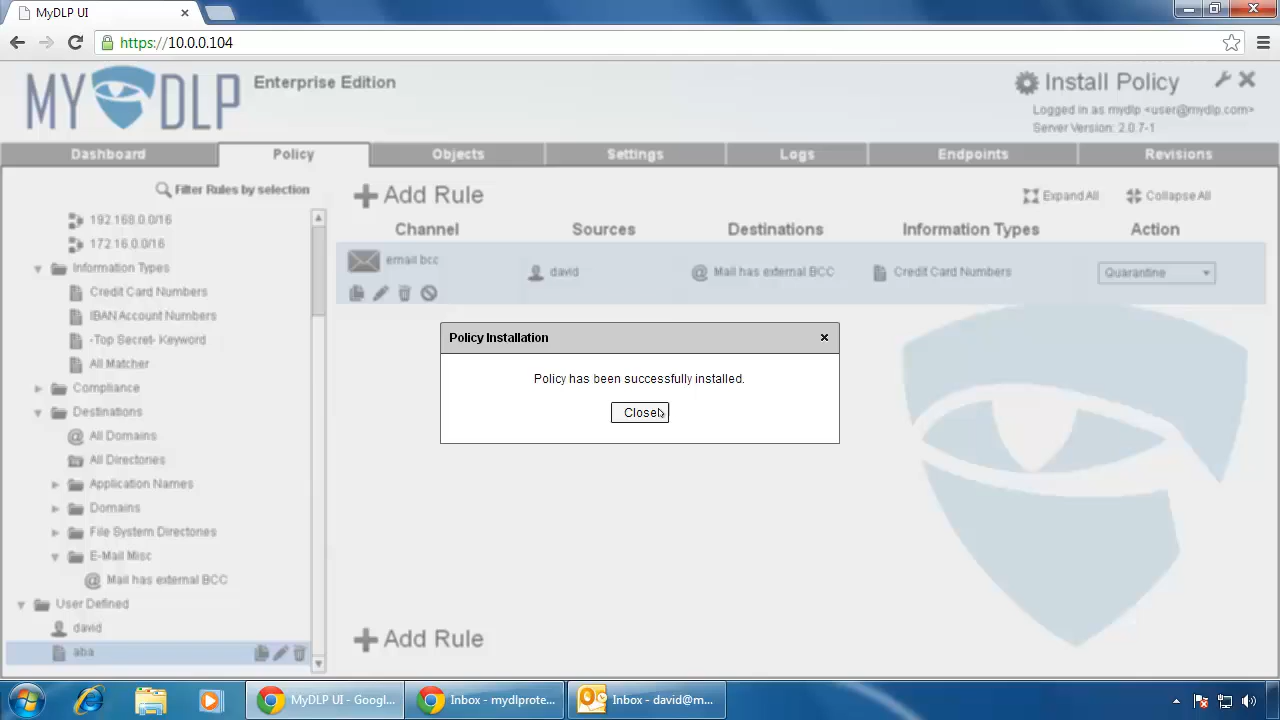 MyDLP UI
https://10.0.0.104
MY DLP
Enterprise Edition
Install Policy
Logged in as mydlp <user@mydlp.com>
Server Version: 2.0.7-1
Dashboard
Policy
Objects
Settings
Logs
Endpoints
Revisions
Filter Rules by selection
192.168.0.0/16
172.16.0.0/16
Information Types
Credit Card Numbers
IBAN Account Numbers
-Top Secret- Keyword
All Matcher
Compliance
Destinations
All Domains
All Directories
Application Names
Domains
File System Directories
E-Mail Misc
Mail has external BCC
User Defined
david
aba
Add Rule
Expand All
Collapse All
Channel
Sources
Destinations
Information Types
Action
email bcc
david
Mail has external BCC
Credit Card Numbers
Quarantine
Policy Installation
Policy has been successfully installed.
Close
Add Rule
MyDLP UI - Googl...
Inbox - mydlprote...
Inbox - david@m...